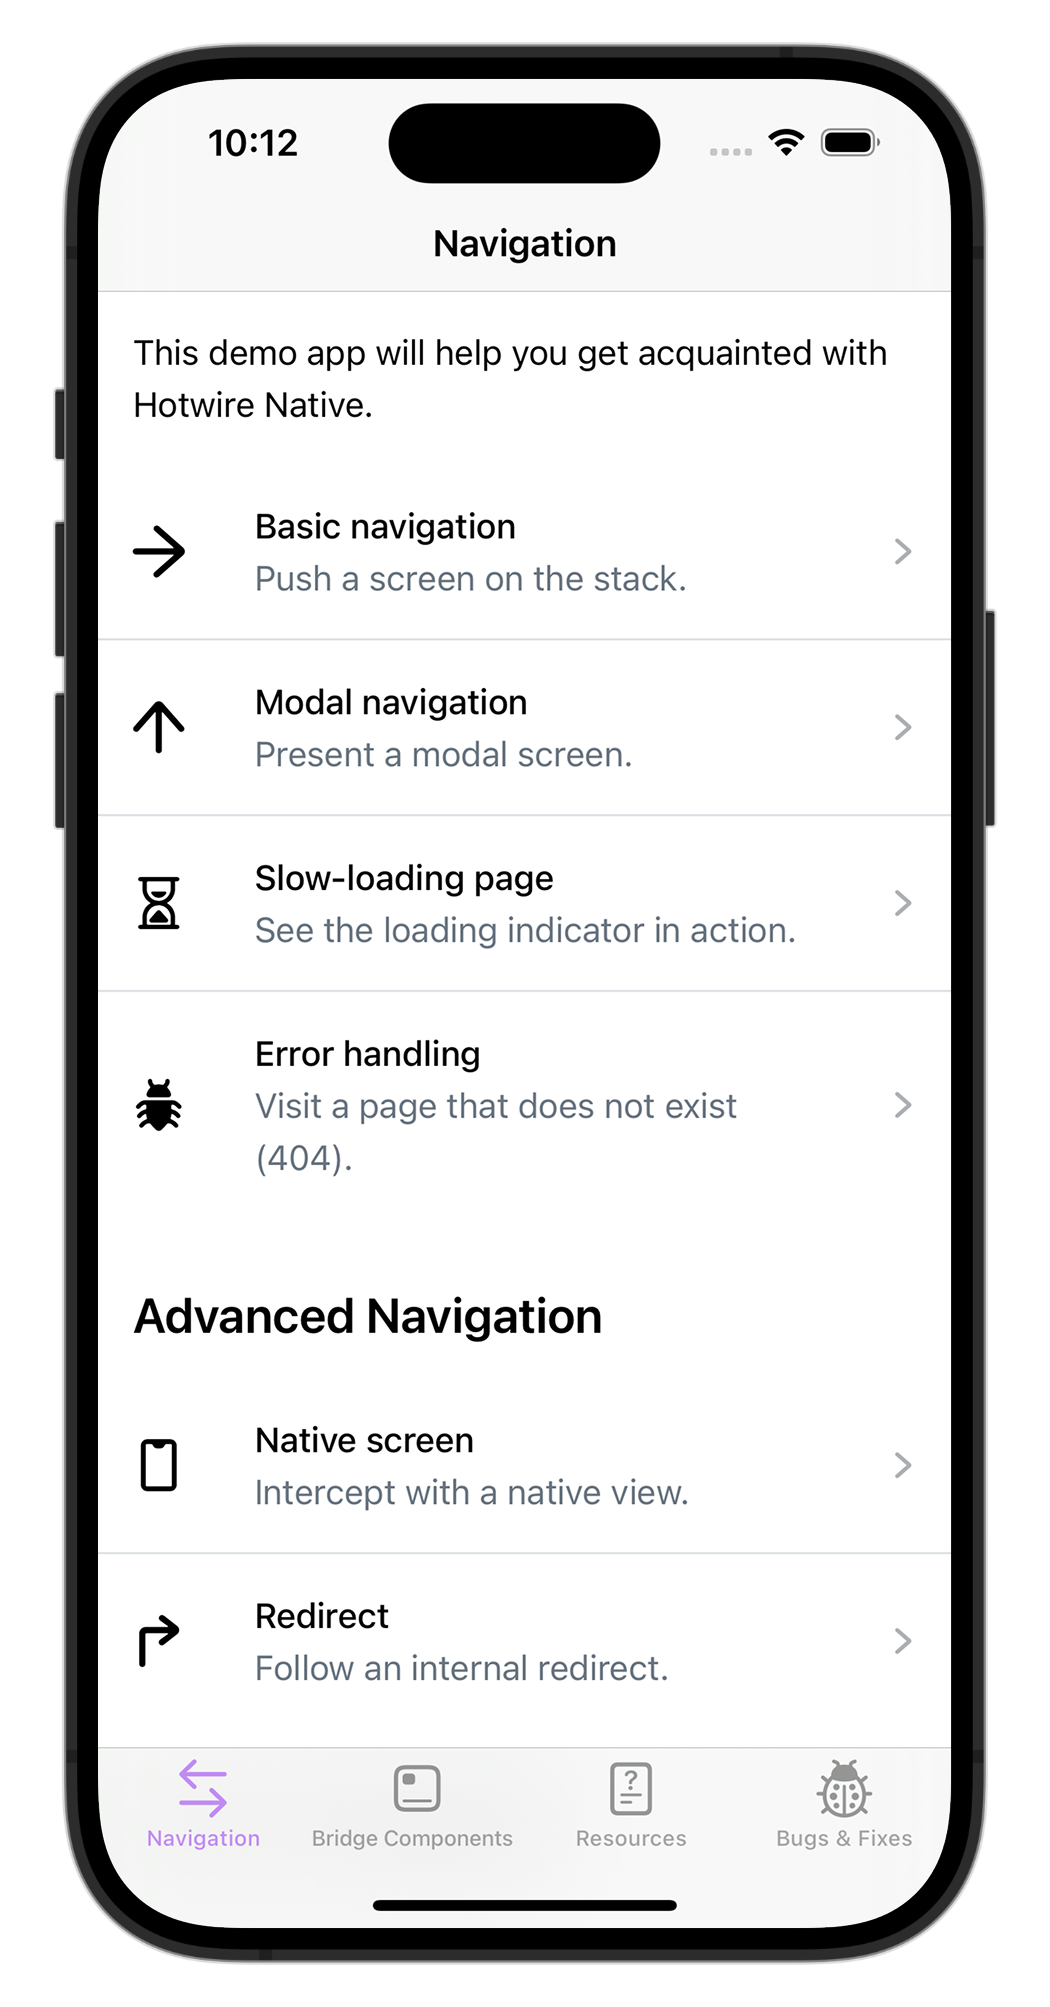 10:12
Navigation
This demo app will help you get acquainted with
Hotwire Native.
Basic navigation
Push a screen on the stack.
Modal navigation
Present a modal screen.
Slow-loading page
See the loading indicator in action.
Error handling
Visit a page that does not exist
(404).
Advanced Navigation
Native screen
Intercept with a native view.
Redirect
Follow an internal redirect.
Navigation
Bridge Components
Resources
Bugs & Fixes